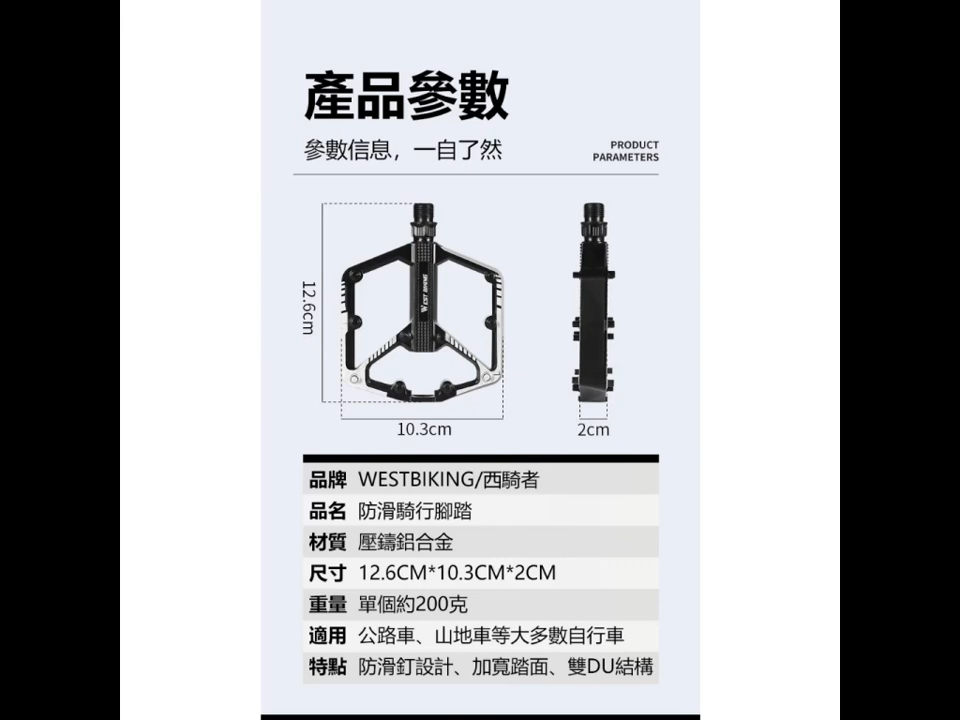 產品參數
參數信息，一自了然
PRODUCT
PARAMETERS
12.6cm
WEST BIKING
10.3cm
2cm
品牌 WESTBIKING/西騎者
品名 防滑騎行腳踏
材質 壓鑄鋁合金
尺寸 12.6CM*10.3CM*2CM
重量 單個約200克
適用 公路車、山地車等大多數自行車
特點 防滑釘設計、加寬踏面、雙DU結構